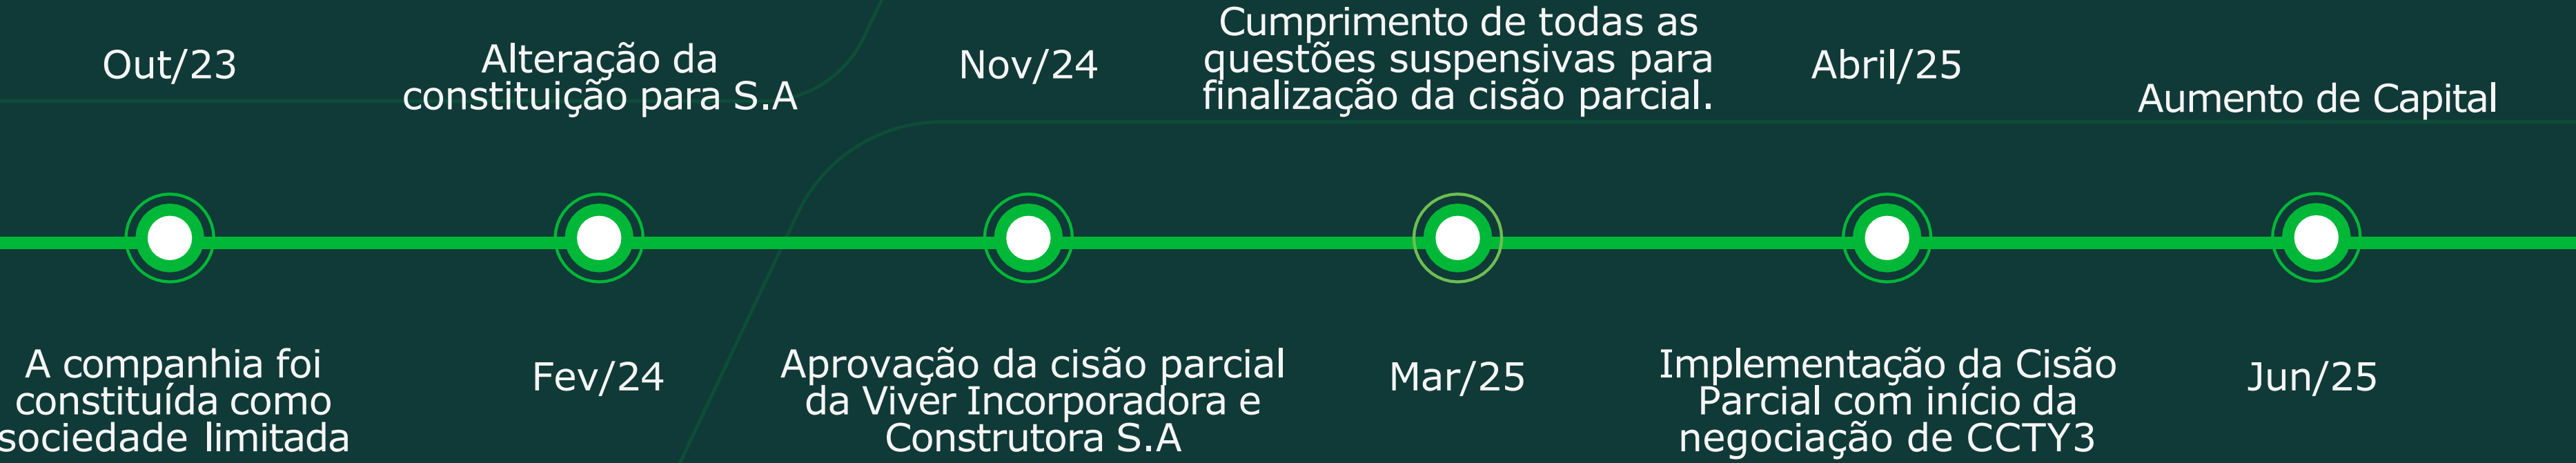 Out/23
A companhia foi
constituída como
sociedade limitada
Alteração da
constituição para S.A
Fev/24
Nov/24
Aprovação da cisão parcial
da Viver Incorporadora e
Construtora S.A
Cumprimento de todas as
questões suspensivas para
finalização da cisão parcial.
Mar/25
Abril/25
Implementação da Cisão
Parcial com início da
negociação de CCTY3
Aumento de Capital
Jun/25